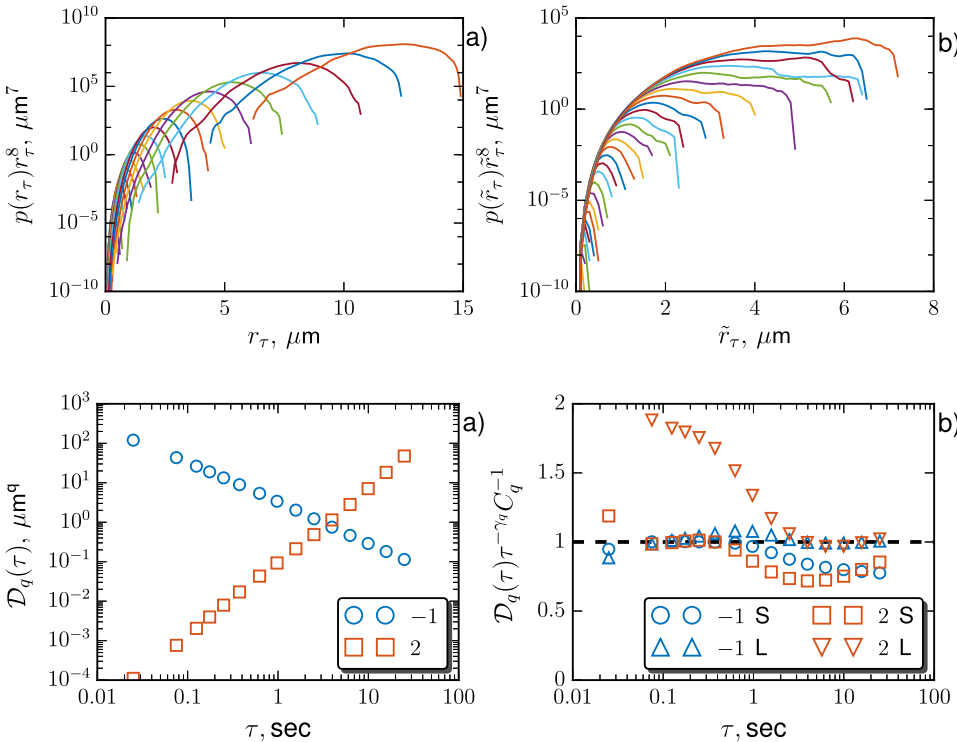 a)
p(r_τ)r_τ^8, μm^7
10^10
10^5
10^0
10^−5
10^−10
0 5 10 15
r_τ, μm
b)
p(r̃_τ)r̃_τ^8, μm^7
10^5
10^0
10^−5
10^−10
0 2 4 6 8
r̃_τ, μm
a)
𝒟_q(τ), μm^q
10^3
10^2
10^1
10^0
10^−1
10^−2
10^−3
10^−4
−1
2
0.01 0.1 1 10 100
τ, sec
b)
𝒟_q(τ)τ^{−γ_q}C_q^{−1}
2
1.5
1
0.5
0
−1 S 2 S
−1 L 2 L
0.01 0.1 1 10 100
τ, sec